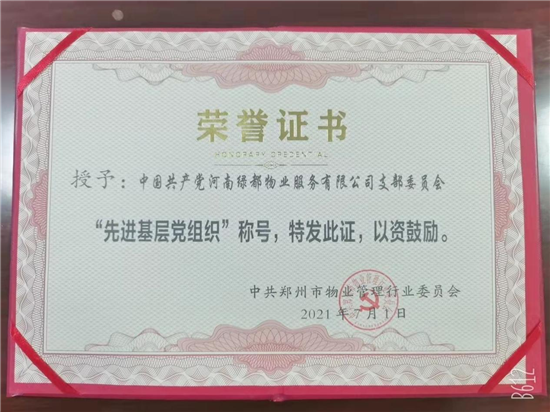 荣誉证书
HONORARY CREDENTIAL
授予：中国共产党河南绿都物业服务有限公司支部委员会
“先进基层党组织”称号，特发此证，以资鼓励。
中共郑州市物业管理行业委员会
2021年7月1日
B612